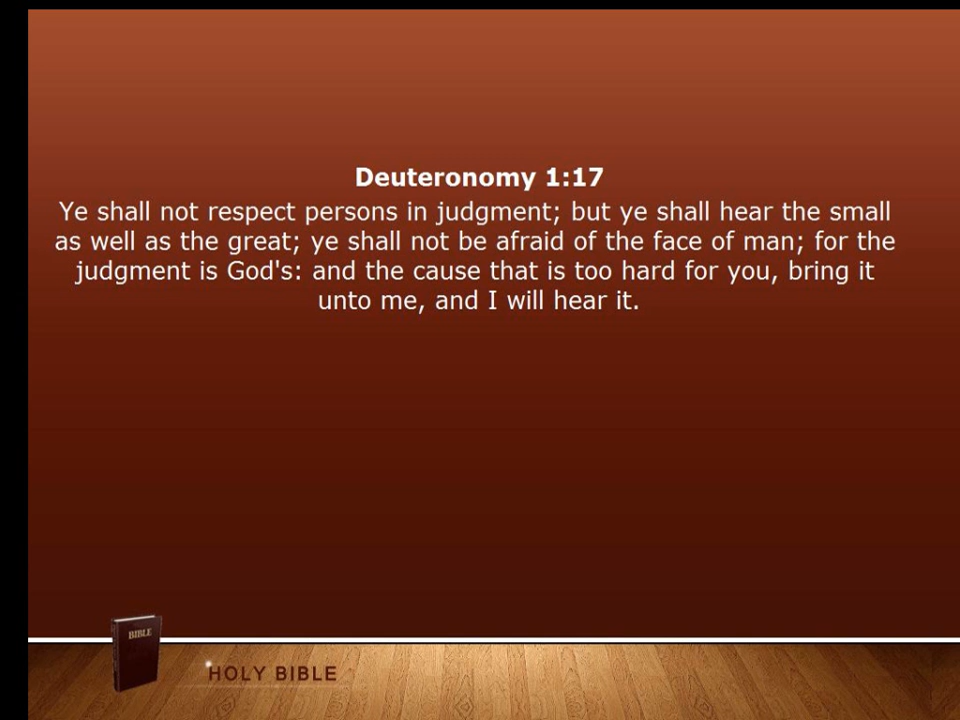 Deuteronomy 1:17
Ye shall not respect persons in judgment; but ye shall hear the small
as well as the great; ye shall not be afraid of the face of man; for the
judgment is God's: and the cause that is too hard for you, bring it
unto me, and I will hear it.
BIBLE
HOLY BIBLE